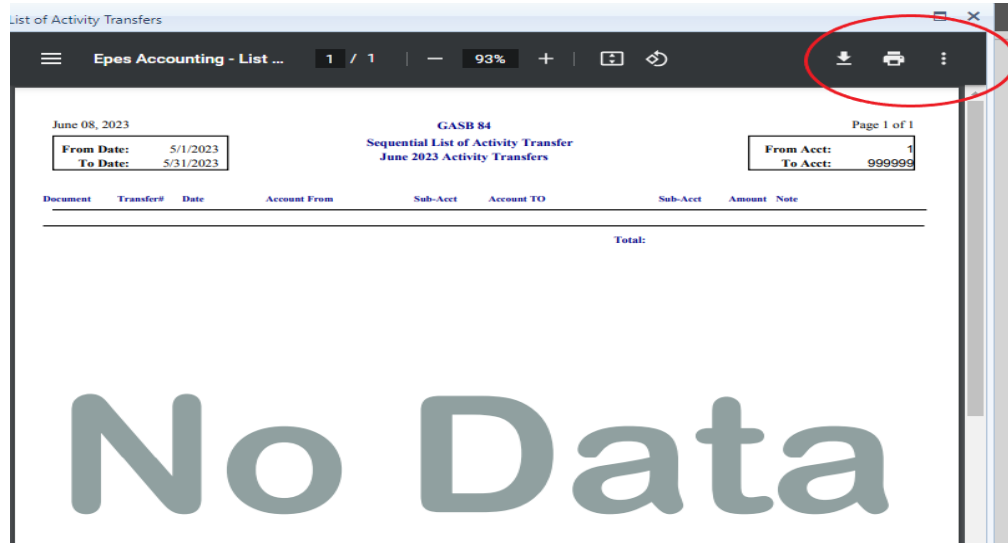 List of Activity Transfers
Epes Accounting - List ... 1 / 1 93%
June 08, 2023 GASB 84 Page 1 of 1
From Date: 5/1/2023 Sequential List of Activity Transfer From Acct: 1
To Date: 5/31/2023 June 2023 Activity Transfers To Acct: 999999
Document Transfer# Date Account From Sub-Acct Account TO Sub-Acct Amount Note
Total:
No Data